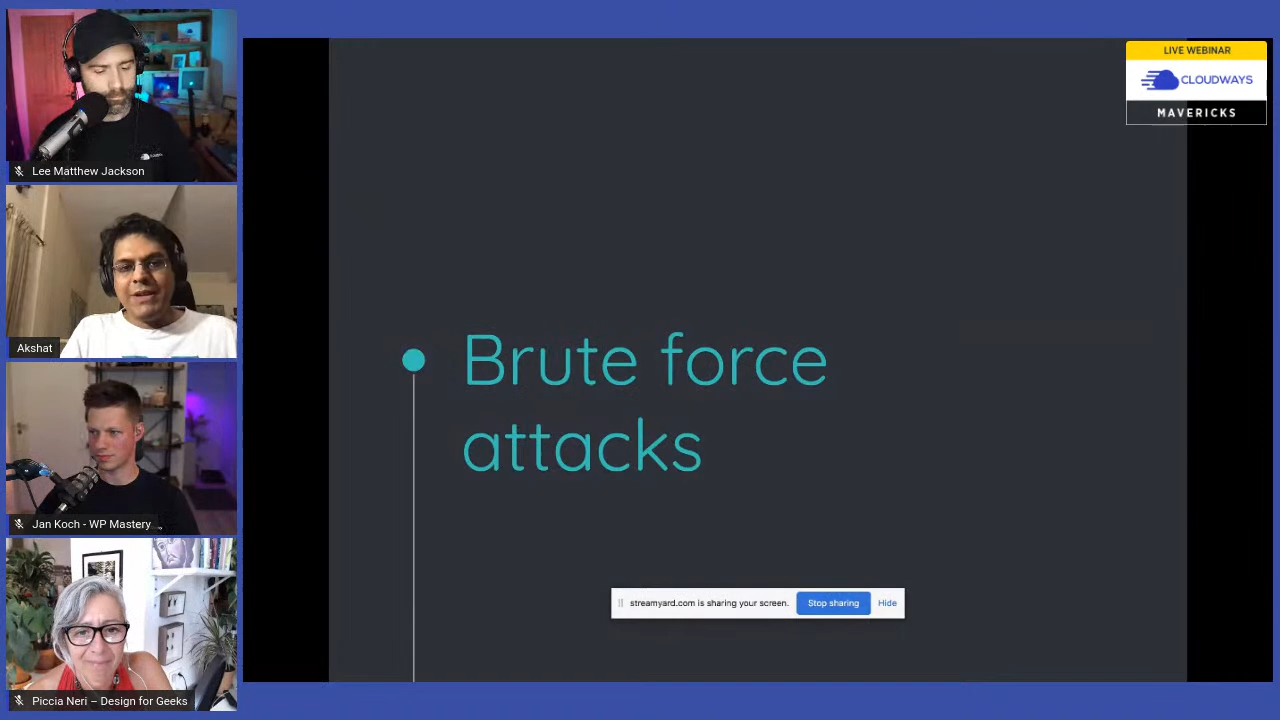 Lee Matthew Jackson
Akshat
Jan Koch - WP Mastery
Piccia Neri – Design for Geeks
LIVE WEBINAR
CLOUDWAYS
MAVERICKS
Brute force
attacks
streamyard.com is sharing your screen.
Stop sharing
Hide